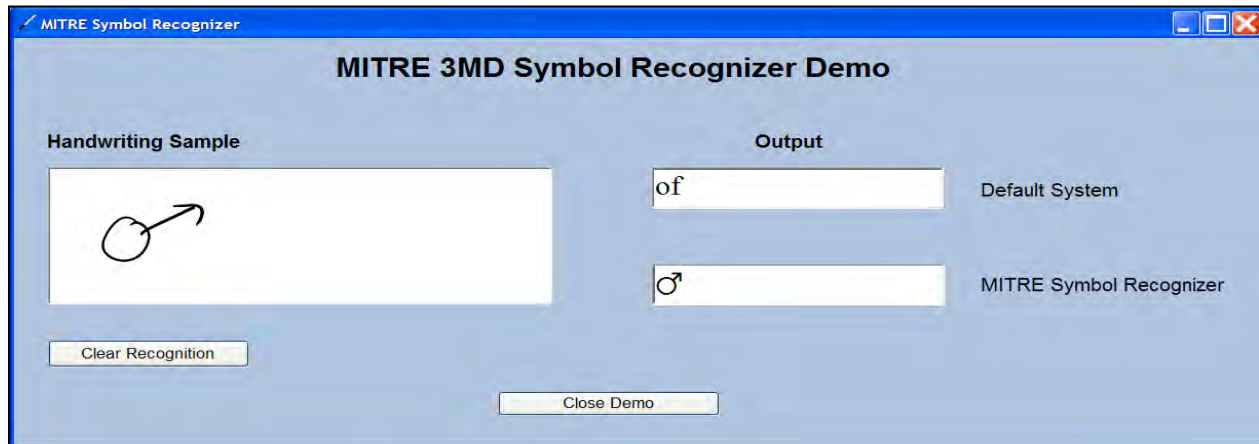 MITRE Symbol Recognizer
MITRE 3MD Symbol Recognizer Demo
Handwriting Sample
Output
of
Default System
♂
MITRE Symbol Recognizer
Clear Recognition
Close Demo